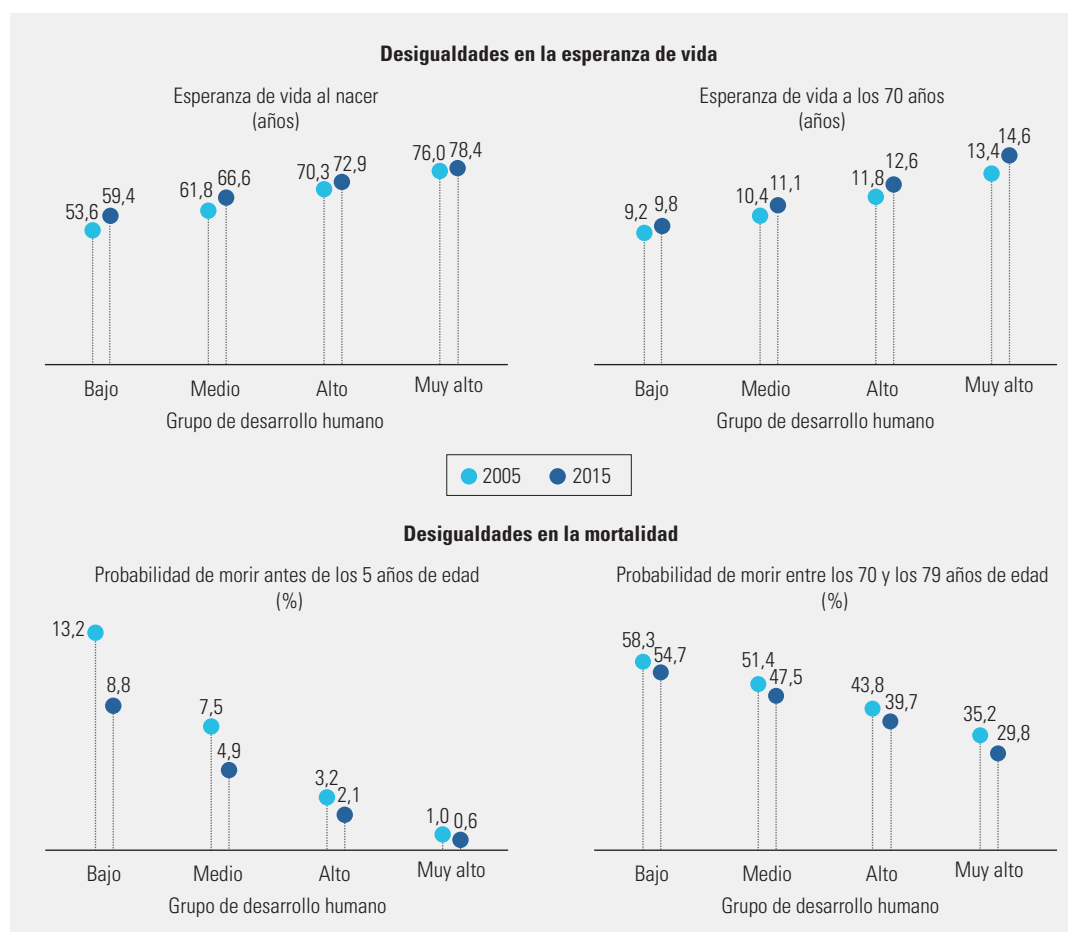 Desigualdades en la esperanza de vida
Esperanza de vida al nacer
(años)
53,6
59,4
61,8
66,6
70,3
72,9
76,0
78,4
Bajo
Medio
Alto
Muy alto
Grupo de desarrollo humano
Esperanza de vida a los 70 años
(años)
9,2
9,8
10,4
11,1
11,8
12,6
13,4
14,6
Bajo
Medio
Alto
Muy alto
Grupo de desarrollo humano
2005
2015
Desigualdades en la mortalidad
Probabilidad de morir antes de los 5 años de edad
(%)
13,2
8,8
7,5
4,9
3,2
2,1
1,0
0,6
Bajo
Medio
Alto
Muy alto
Grupo de desarrollo humano
Probabilidad de morir entre los 70 y los 79 años de edad
(%)
58,3
54,7
51,4
47,5
43,8
39,7
35,2
29,8
Bajo
Medio
Alto
Muy alto
Grupo de desarrollo humano